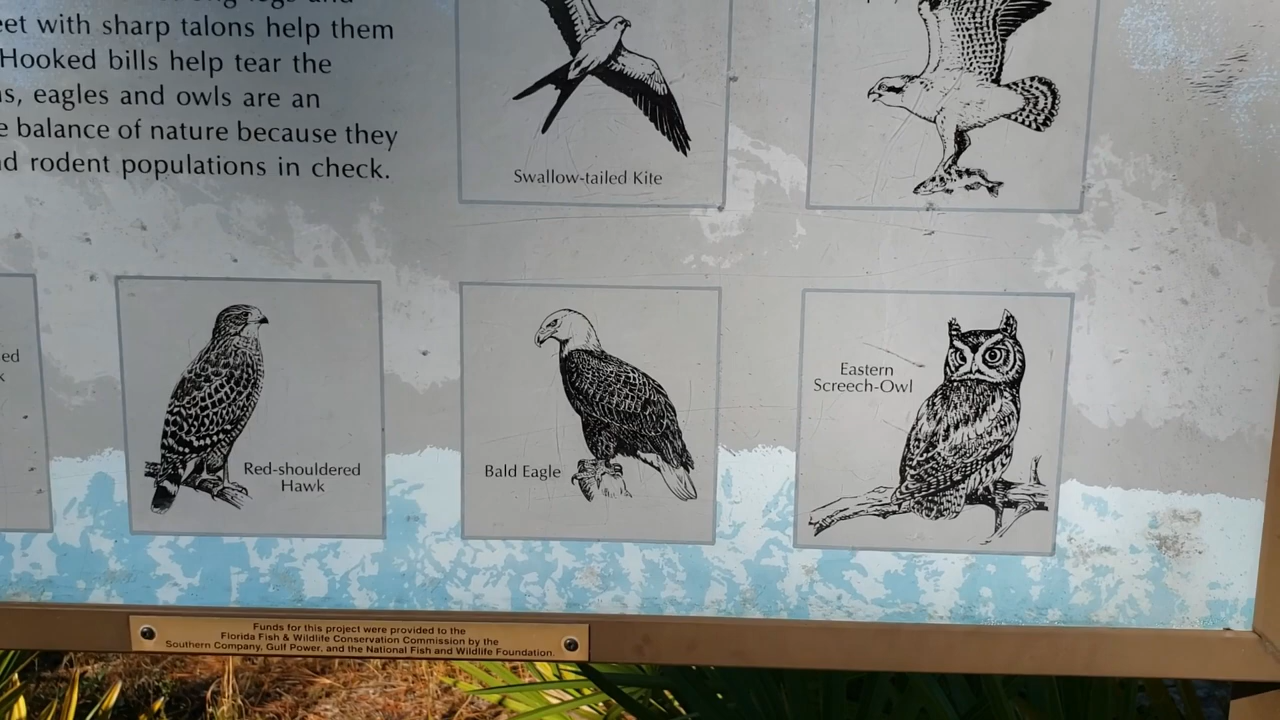 eet with sharp talons help them
Hooked bills help tear the
s, eagles and owls are an
e balance of nature because they
d rodent populations in check.
Swallow-tailed Kite
ed
k
Red-shouldered
Hawk
Bald Eagle
Eastern
Screech-Owl
Funds for this project were provided to the
Florida Fish & Wildlife Conservation Commission by the
Southern Company, Gulf Power, and the National Fish and Wildlife Foundation.